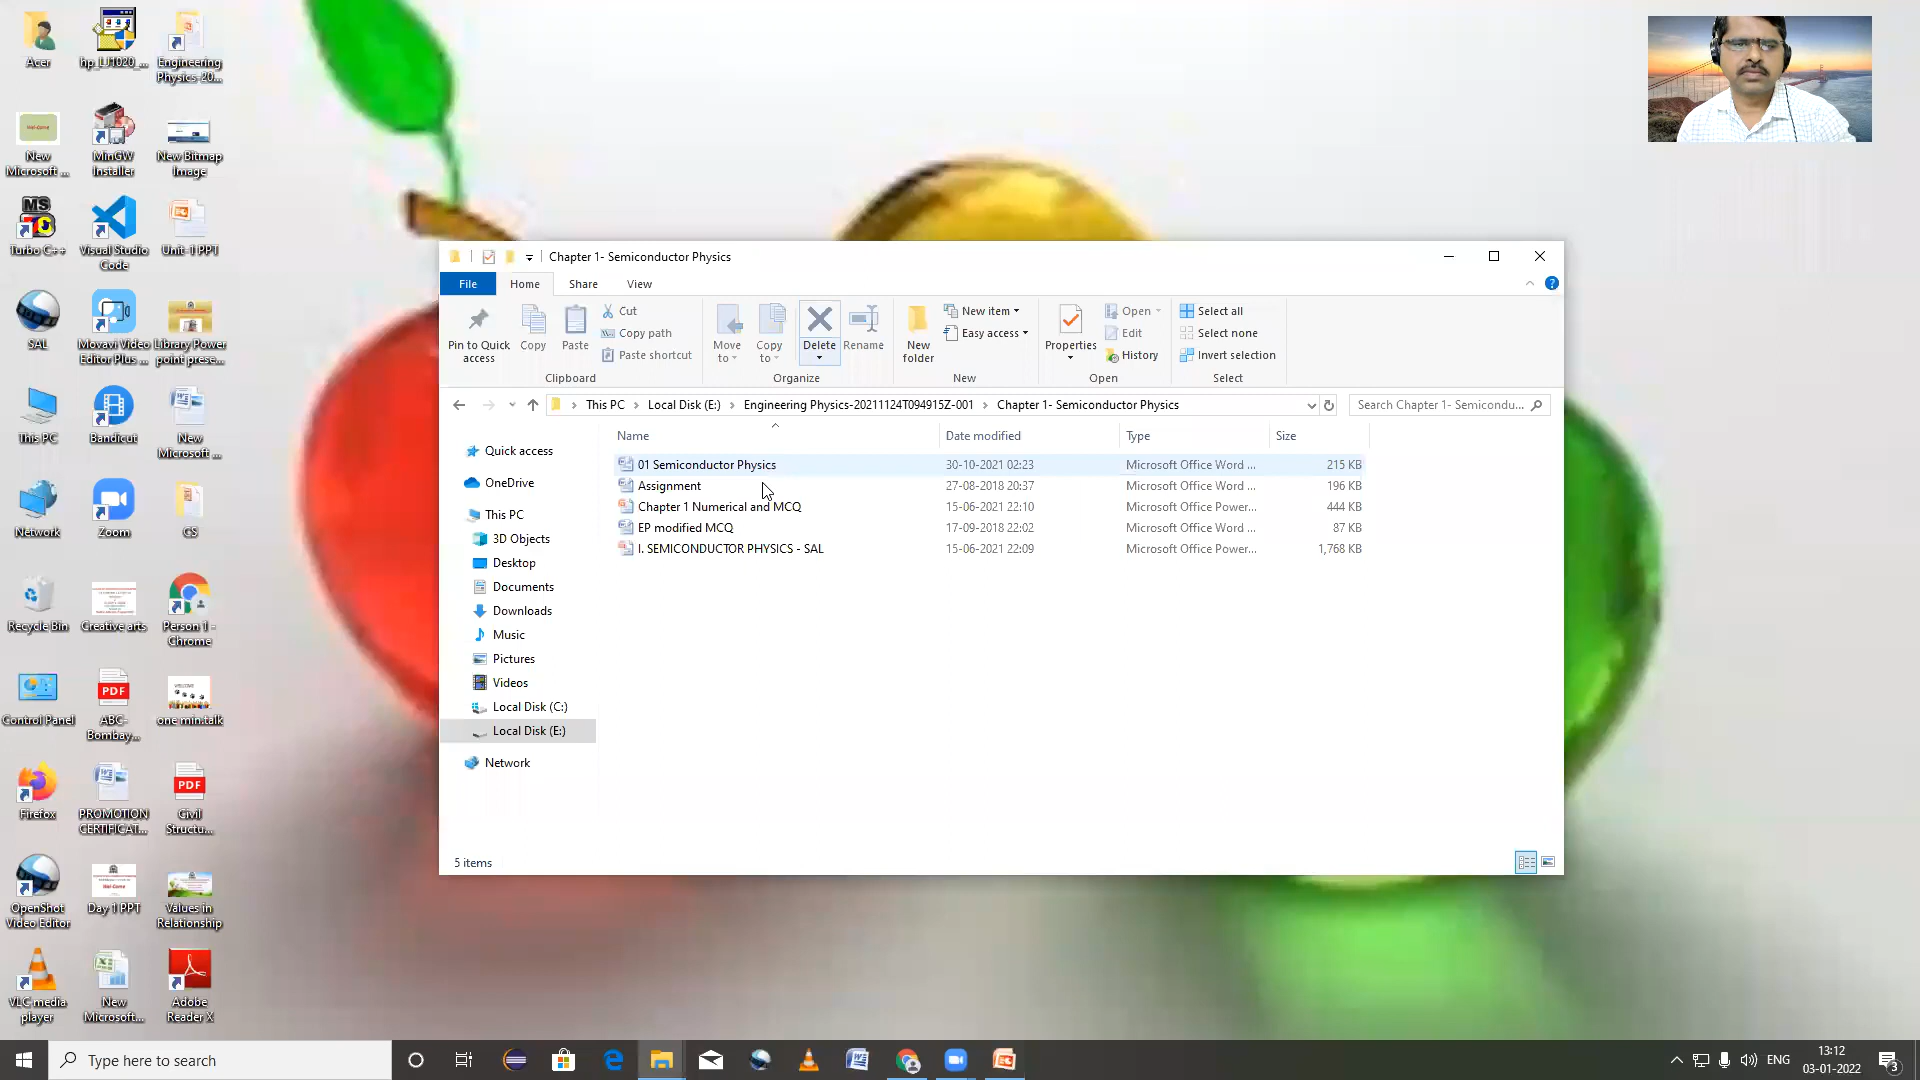 Acer
hp_LJ1020_...
Engineering
Physics-20...
New
Microsoft ...
MinGW
Installer
New Bitmap
Image
MS
Turbo C++
Visual Studio
Code
Unit-1 PPT
SAL
Movavi Video
Editor Plus ...
Library Power
point prese...
This PC
Bandicut
New
Microsoft ...
Network
Zoom
CS
Recycle Bin
Creative arts
Person 1 -
Chrome
Control Panel
PDF
ABC-
Bombay...
one min.talk
Firefox
PROMOTION
CERTIFICAT...
PDF
Civil
Structu...
OpenShot
Video Editor
Day 1 PPT
Values in
Relationship
VLC media
player
New
Microsoft...
Adobe
Reader X
Chapter 1- Semiconductor Physics
File
Home
Share
View
Pin to Quick
access
Copy
Paste
Cut
Copy path
Paste shortcut
Clipboard
Move
to
Copy
to
Delete
Rename
Organize
New
folder
New item
Easy access
New
Properties
Open
Edit
History
Open
Select all
Select none
Invert selection
Select
This PC > Local Disk (E:) > Engineering Physics-20211124T094915Z-001 > Chapter 1- Semiconductor Physics
Search Chapter 1- Semicondu...
Quick access
OneDrive
This PC
3D Objects
Desktop
Documents
Downloads
Music
Pictures
Videos
Local Disk (C:)
Local Disk (E:)
Network
Name Date modified Type Size
01 Semiconductor Physics 30-10-2021 02:23 Microsoft Office Word ... 215 KB
Assignment 27-08-2018 20:37 Microsoft Office Word ... 196 KB
Chapter 1 Numerical and MCQ 15-06-2021 22:10 Microsoft Office Power... 444 KB
EP modified MCQ 17-09-2018 22:02 Microsoft Office Word ... 87 KB
I. SEMICONDUCTOR PHYSICS - SAL 15-06-2021 22:09 Microsoft Office Power... 1,768 KB
5 items
Type here to search
ENG
13:12
03-01-2022
3